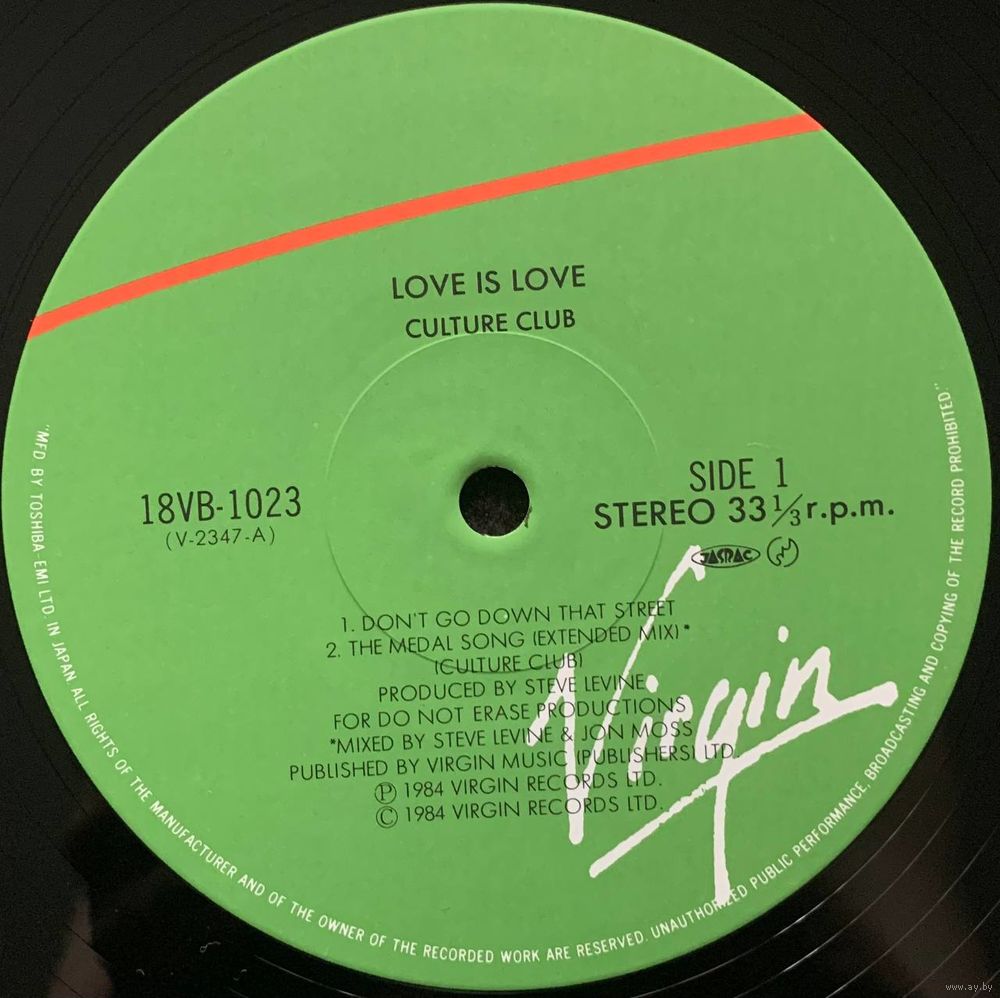 LOVE IS LOVE
CULTURE CLUB
18VB-1023
(V-2347-A)
SIDE 1
STEREO 33 1/3 r.p.m.
JASRAC
1. DON'T GO DOWN THAT STREET
2. THE MEDAL SONG (EXTENDED MIX)*
(CULTURE CLUB)
PRODUCED BY STEVE LEVINE
FOR DO NOT ERASE PRODUCTIONS
*MIXED BY STEVE LEVINE & JON MOSS
PUBLISHED BY VIRGIN MUSIC (PUBLISHERS) LTD.
Ⓟ 1984 VIRGIN RECORDS LTD.
© 1984 VIRGIN RECORDS LTD.
Virgin
"MFD BY TOSHIBA-EMI LTD. IN JAPAN ALL RIGHTS OF THE MANUFACTURER AND OF THE OWNER OF THE RECORDED WORK ARE RESERVED. UNAUTHORIZED PUBLIC PERFORMANCE, BROADCASTING AND COPYING OF THE RECORD PROHIBITED."
www.ay.by